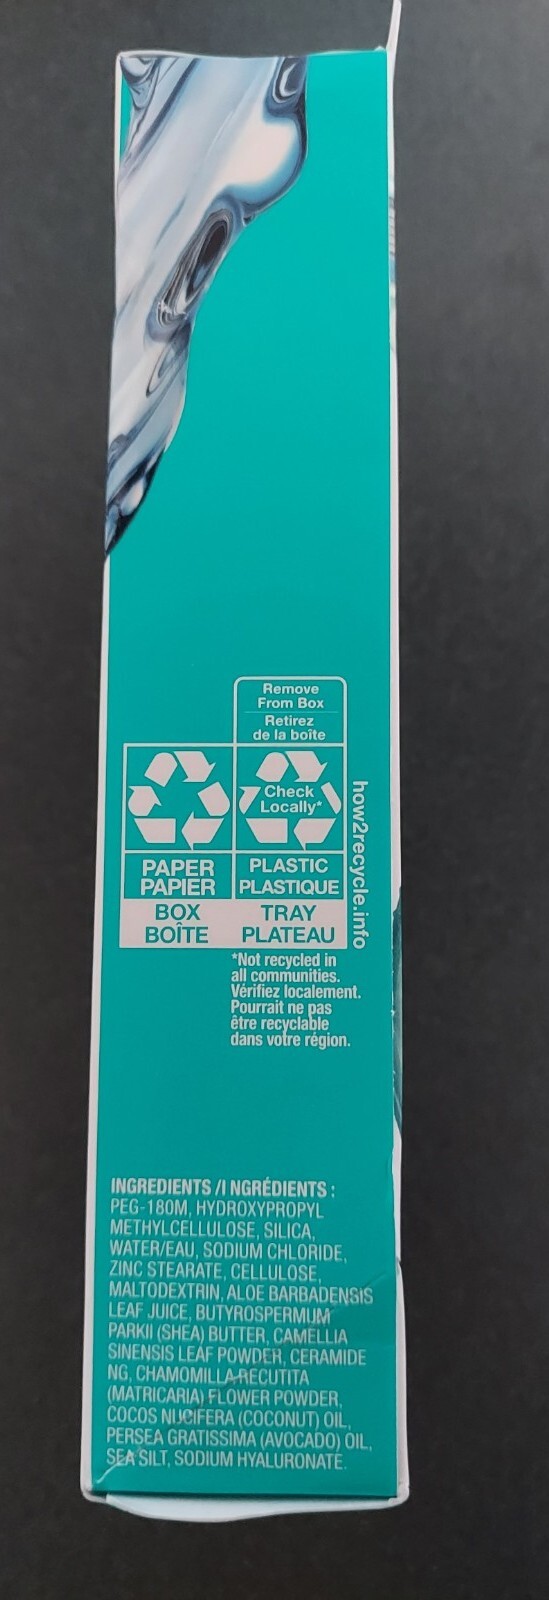 Remove
From Box
Retirez
de la boîte
Check
Locally*
PAPER
PAPIER
PLASTIC
PLASTIQUE
BOX
BOÎTE
TRAY
PLATEAU
how2recycle.info
*Not recycled in
all communities.
Vérifiez localement.
Pourrait ne pas
être recyclable
dans votre région.
INGREDIENTS /I NGRÉDIENTS :
PEG-180M, HYDROXYPROPYL
METHYLCELLULOSE, SILICA,
WATER/EAU, SODIUM CHLORIDE,
ZINC STEARATE, CELLULOSE,
MALTODEXTRIN, ALOE BARBADENSIS
LEAF JUICE, BUTYROSPERMUM
PARKII (SHEA) BUTTER, CAMELLIA
SINENSIS LEAF POWDER, CERAMIDE
NG, CHAMOMILLA RECUTITA
(MATRICARIA) FLOWER POWDER,
COCOS NUCIFERA (COCONUT) OIL,
PERSEA GRATISSIMA (AVOCADO) OIL,
SEA SILT, SODIUM HYALURONATE.